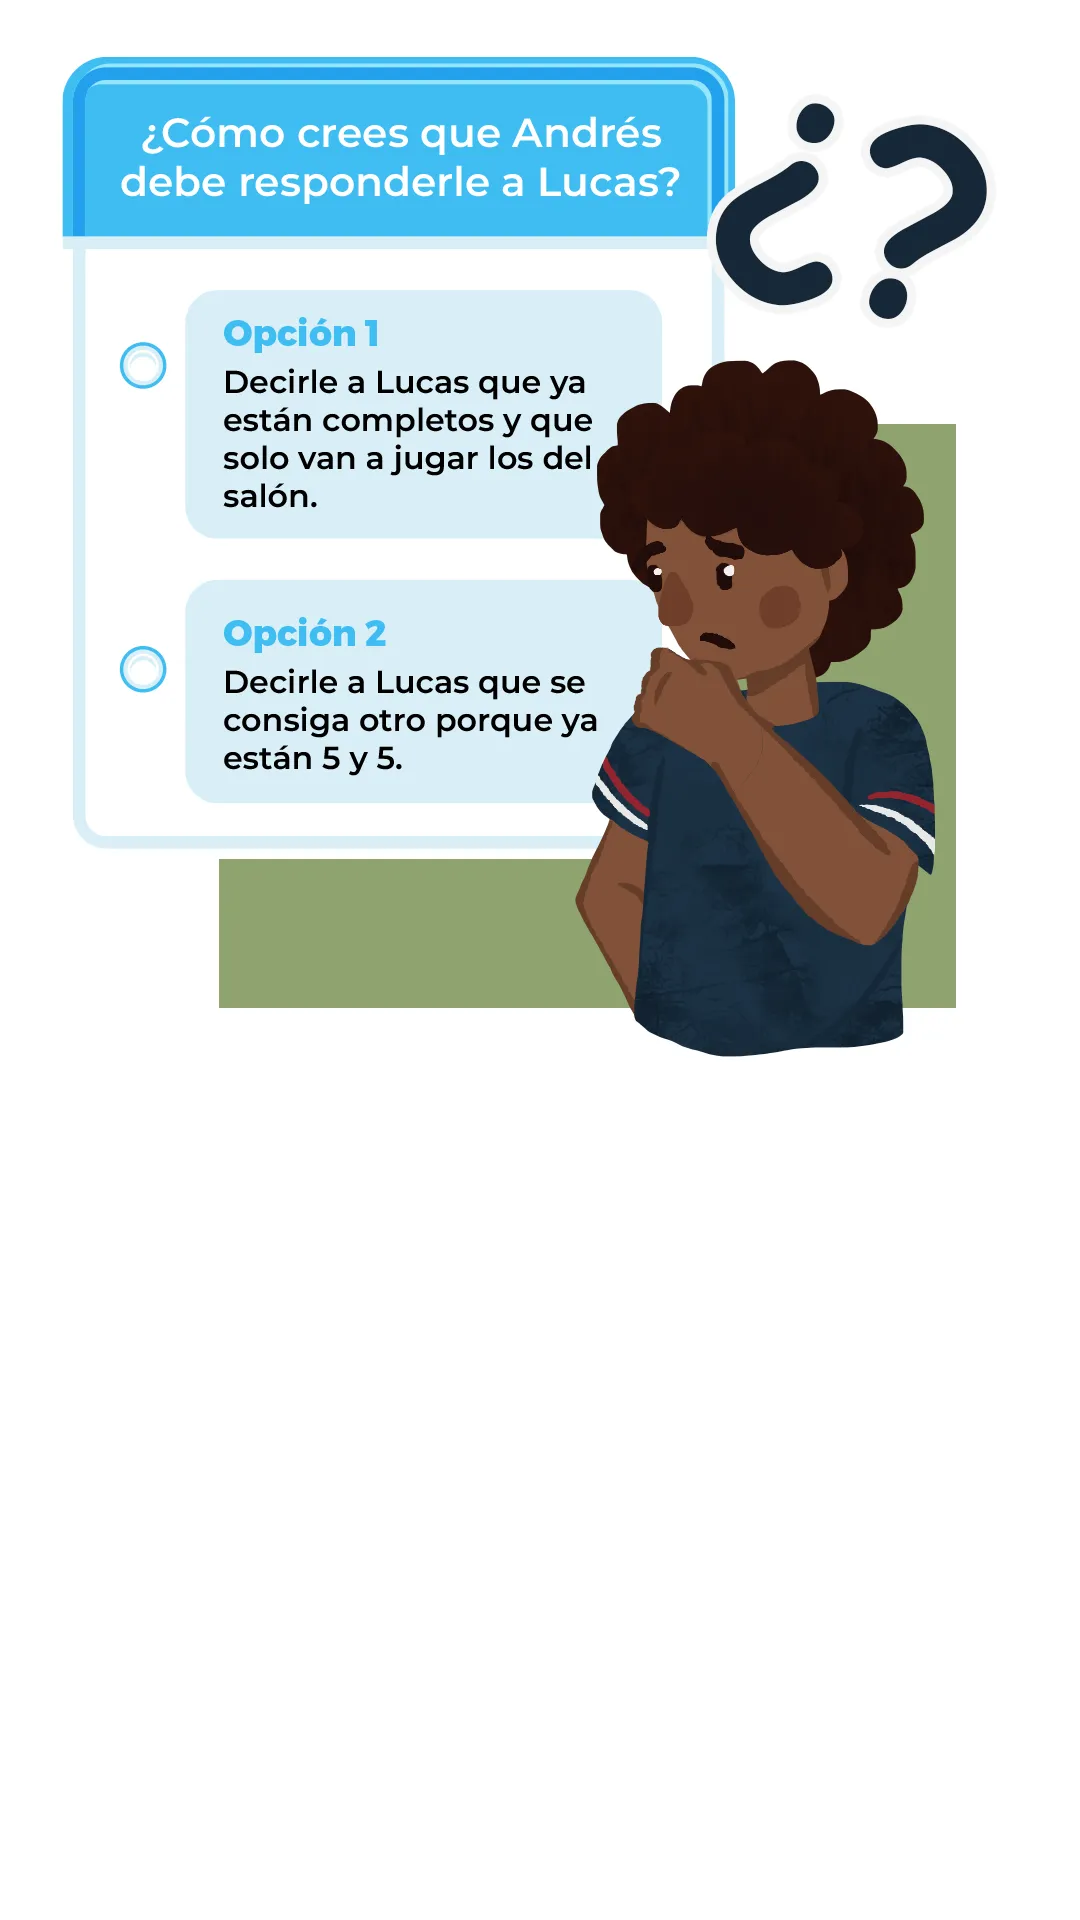 ¿Cómo crees que Andrés
debe responderle a Lucas?
¿?
Opción 1
Decirle a Lucas que ya
están completos y que
solo van a jugar los del
salón.
Opción 2
Decirle a Lucas que se
consiga otro porque ya
están 5 y 5.